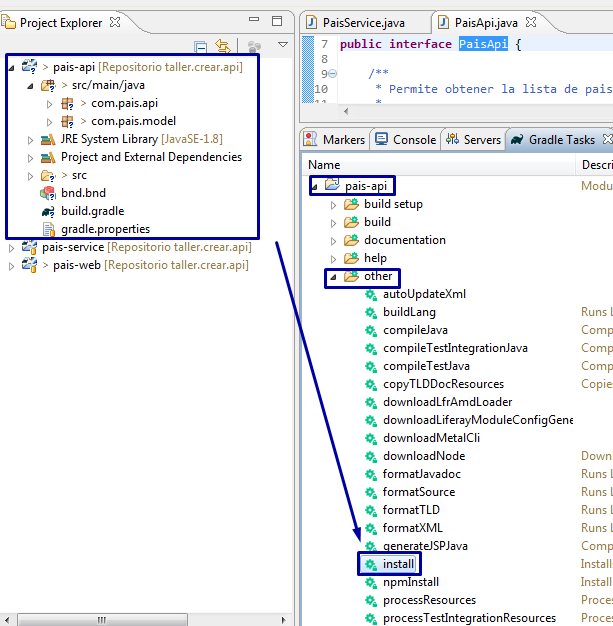 Project Explorer
> pais-api [Repositorio taller.crear.api]
> src/main/java
> com.pais.api
> com.pais.model
JRE System Library [JavaSE-1.8]
Project and External Dependencies
> src
bnd.bnd
build.gradle
gradle.properties
pais-service [Repositorio taller.crear.api]
> pais-web [Repositorio taller.crear.api]
PaisService.java PaisApi.java
7 public interface PaisApi {
8
9 /**
10 * Permite obtener la lista de pais
11 *
Markers Console Servers Gradle Tasks
Name Descri
pais-api Modu
build setup
build
documentation
help
other
autoUpdateXml
buildLang Runs L
compileJava Comp
compileTestIntegrationJava Comp
compileTestJava Comp
copyTLDDocResources Copie
downloadLfrAmdLoader
downloadLiferayModuleConfigGene
downloadMetalCli
downloadNode Down
formatJavadoc Runs L
formatSource Runs L
formatTLD Runs L
formatXML Runs L
generateJSPJava Comp
install Install
npmInstall Install
processResources Proces
processTestIntegrationResources Proces